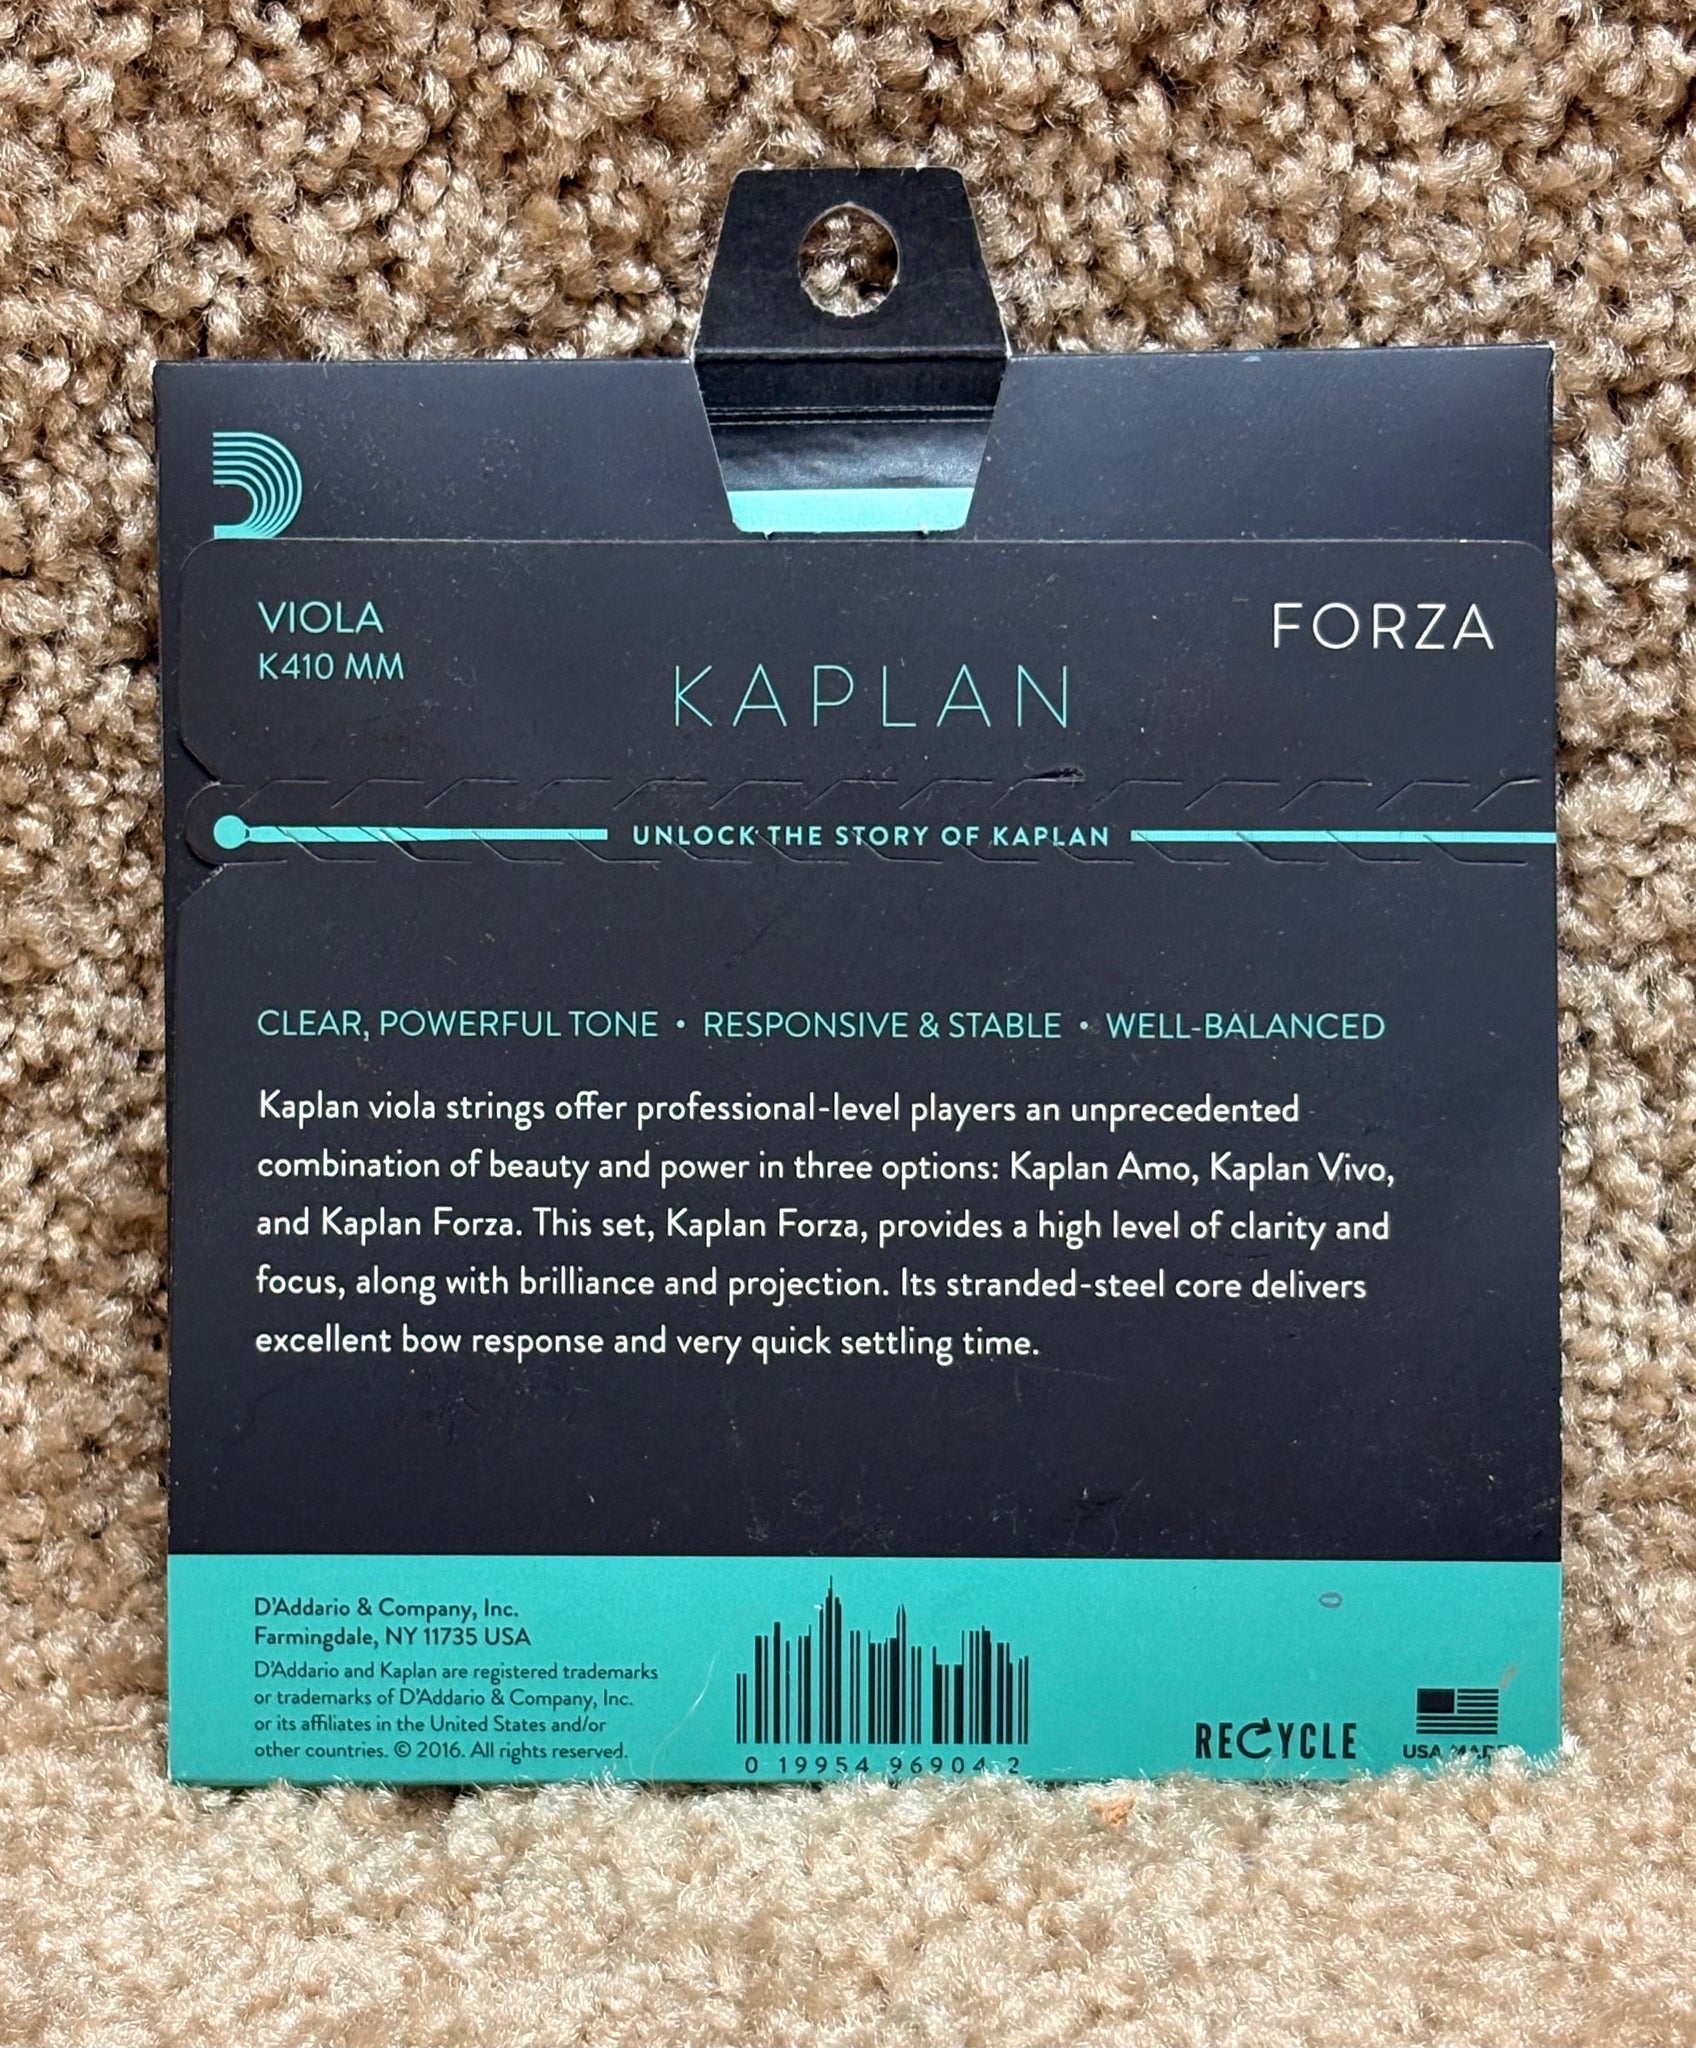 VIOLA
K410 MM
KAPLAN
FORZA
UNLOCK THE STORY OF KAPLAN
CLEAR, POWERFUL TONE • RESPONSIVE & STABLE • WELL-BALANCED
Kaplan viola strings offer professional-level players an unprecedented
combination of beauty and power in three options: Kaplan Amo, Kaplan Vivo,
and Kaplan Forza. This set, Kaplan Forza, provides a high level of clarity and
focus, along with brilliance and projection. Its stranded-steel core delivers
excellent bow response and very quick settling time.
D'Addario & Company, Inc.
Farmingdale, NY 11735 USA
D'Addario and Kaplan are registered trademarks
or trademarks of D'Addario & Company, Inc.
or its affiliates in the United States and/or
other countries. © 2016. All rights reserved.
0 19954 96904 2
RECYCLE
USA MADE